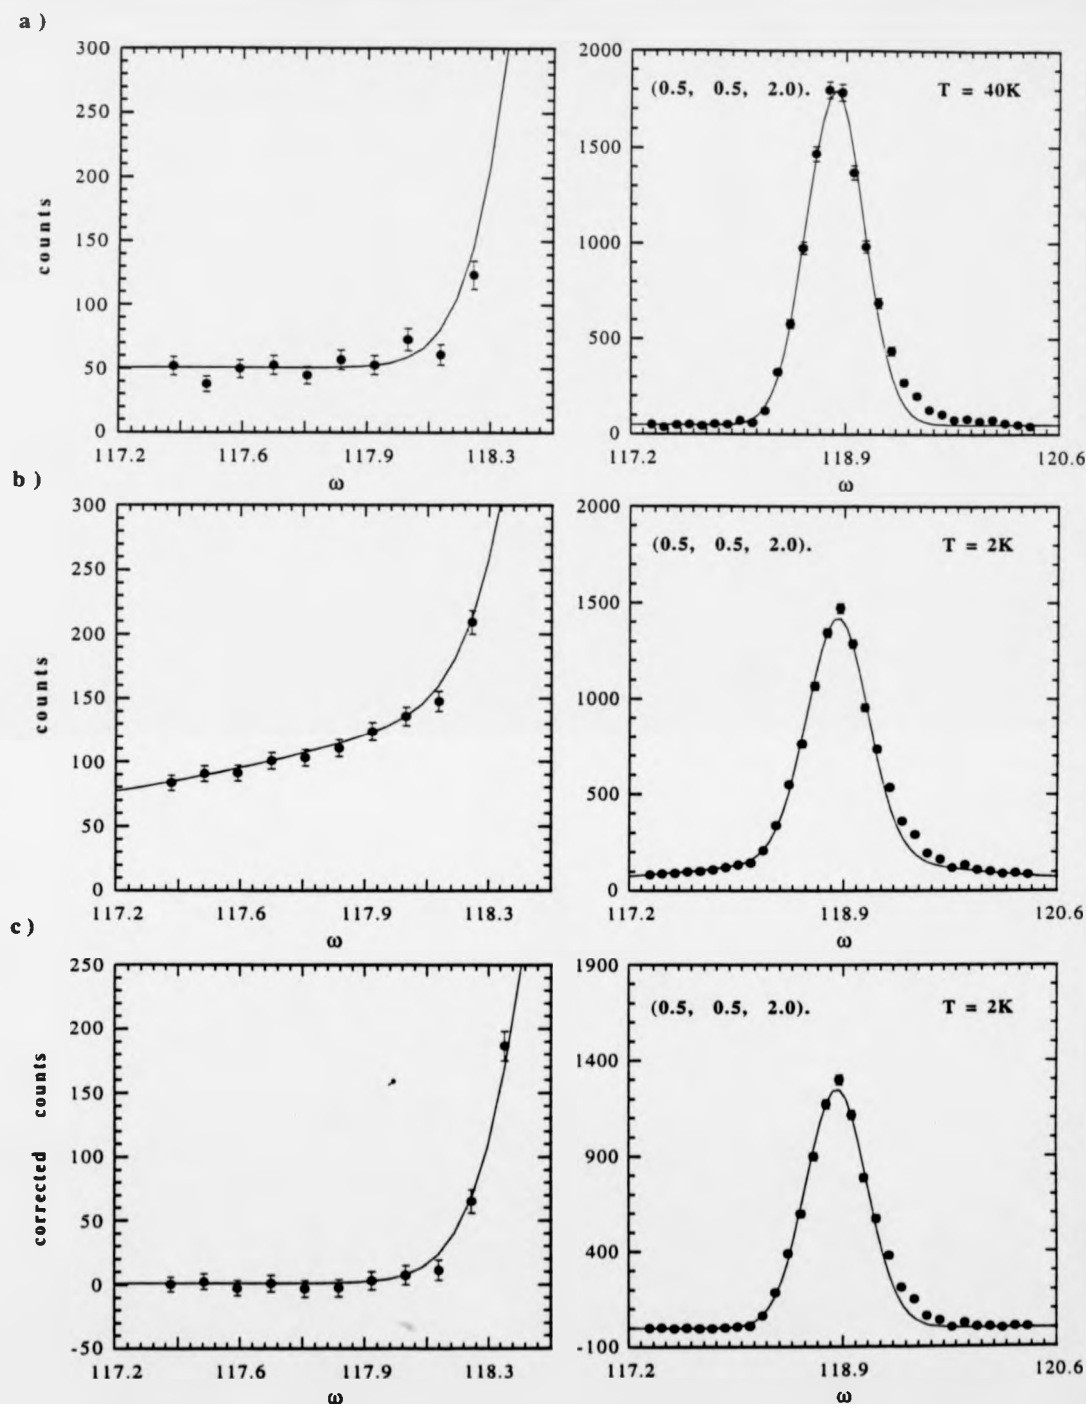 a)
300
250
200
150
100
50
0
counts
117.2 117.6 117.9 118.3
ω
2000
1500
1000
500
0
(0.5, 0.5, 2.0). T = 40K
117.2 118.9 120.6
ω
b)
300
250
200
150
100
50
0
counts
117.2 117.6 117.9 118.3
ω
2000
1500
1000
500
0
(0.5, 0.5, 2.0). T = 2K
117.2 118.9 120.6
ω
c)
250
200
150
100
50
0
-50
corrected counts
117.2 117.6 117.9 118.3
ω
1900
1400
900
400
-100
(0.5, 0.5, 2.0). T = 2K
117.2 118.9 120.6
ω